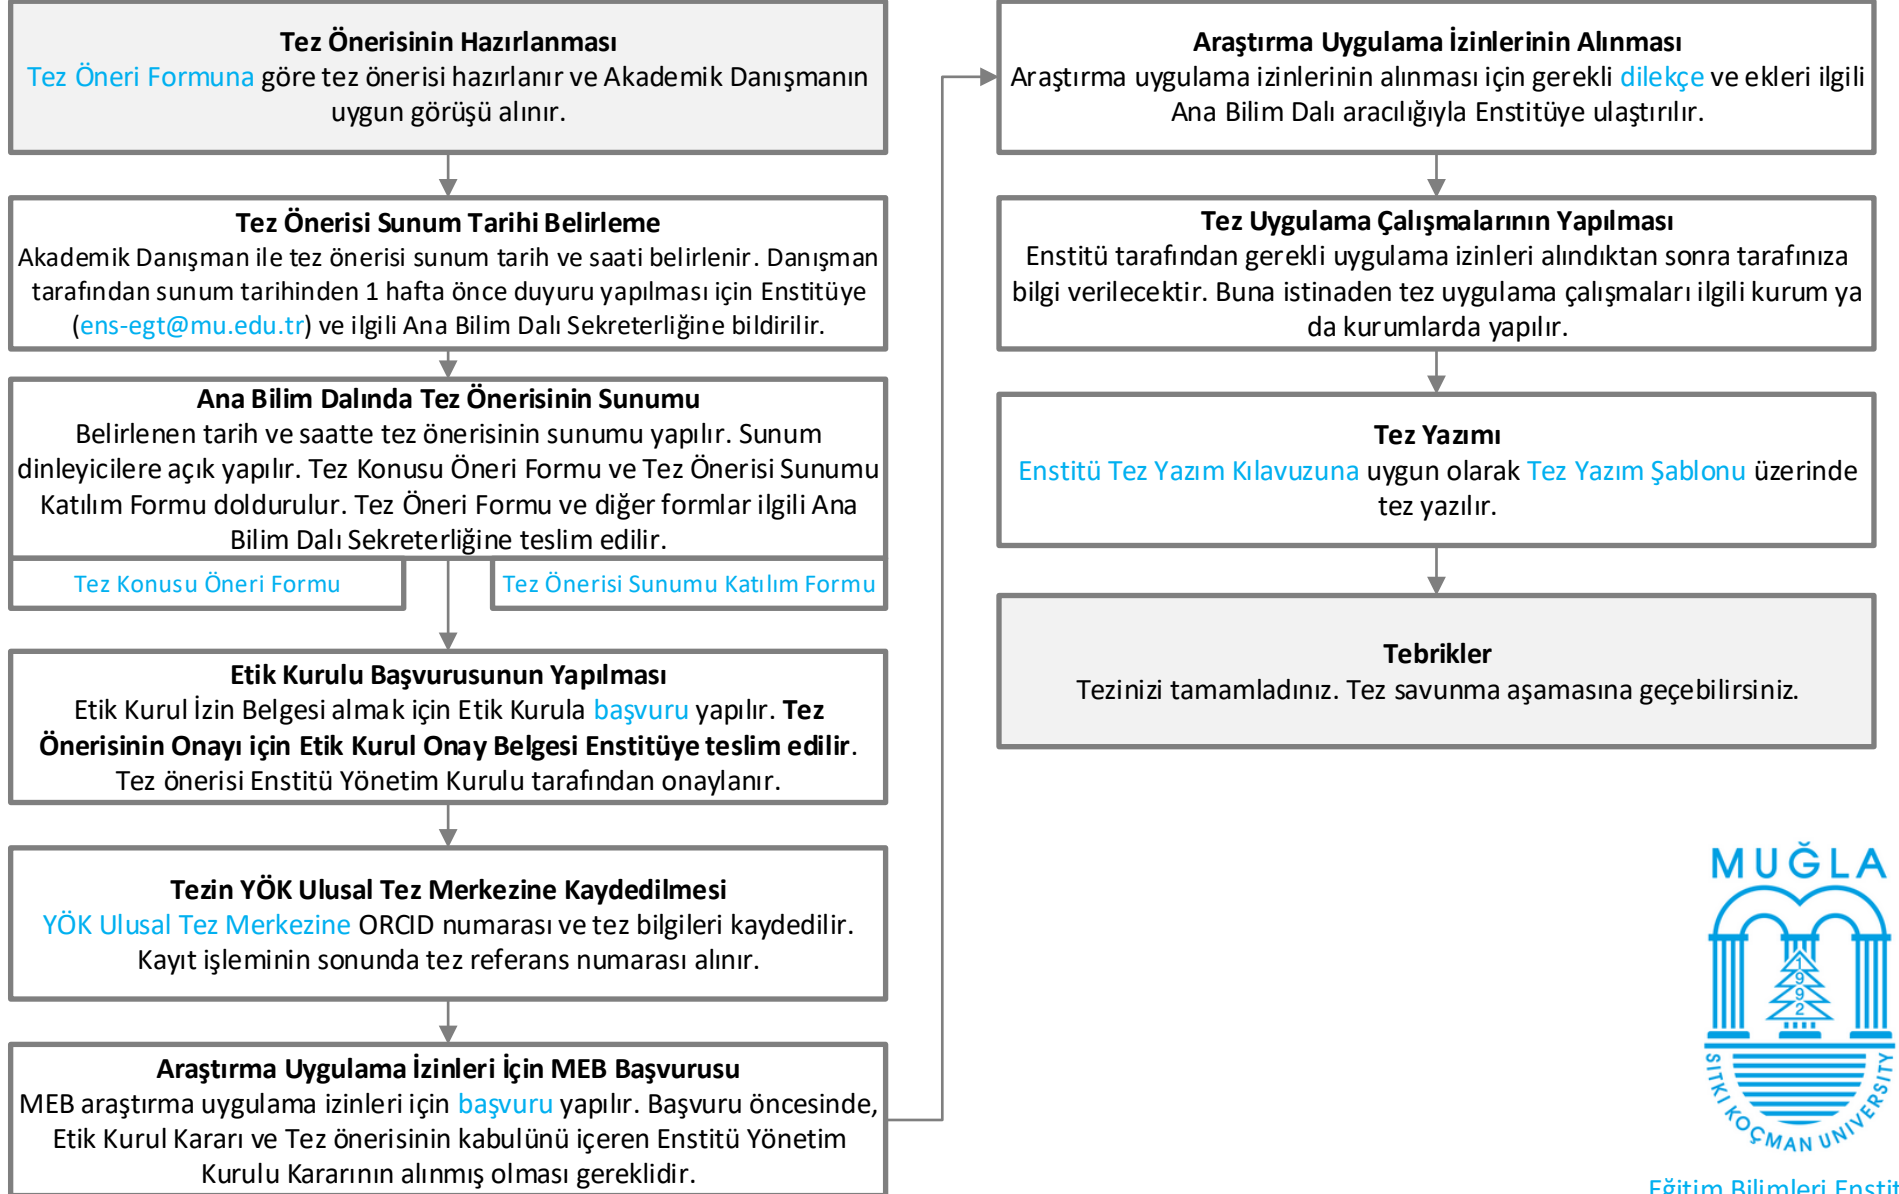 Tez Önerisinin Hazırlanması
Tez Öneri Formuna göre tez önerisi hazırlanır ve Akademik Danışmanın
uygun görüşü alınır.
Tez Önerisi Sunum Tarihi Belirleme
Akademik Danışman ile tez önerisi sunum tarih ve saati belirlenir. Danışman
tarafından sunum tarihinden 1 hafta önce duyuru yapılması için Enstitüye
(ens-egt@mu.edu.tr) ve ilgili Ana Bilim Dalı Sekreterliğine bildirilir.
Ana Bilim Dalında Tez Önerisinin Sunumu
Belirlenen tarih ve saatte tez önerisinin sunumu yapılır. Sunum
dinleyicilere açık yapılır. Tez Konusu Öneri Formu ve Tez Önerisi Sunumu
Katılım Formu doldurulur. Tez Öneri Formu ve diğer formlar ilgili Ana
Bilim Dalı Sekreterliğine teslim edilir.
Tez Konusu Öneri Formu
Tez Önerisi Sunumu Katılım Formu
Etik Kurulu Başvurusunun Yapılması
Etik Kurul İzin Belgesi almak için Etik Kurula başvuru yapılır. Tez
Önerisinin Onayı için Etik Kurul Onay Belgesi Enstitüye teslim edilir.
Tez önerisi Enstitü Yönetim Kurulu tarafından onaylanır.
Tezin YÖK Ulusal Tez Merkezine Kaydedilmesi
YÖK Ulusal Tez Merkezine ORCID numarası ve tez bilgileri kaydedilir.
Kayıt işleminin sonunda tez referans numarası alınır.
Araştırma Uygulama İzinleri İçin MEB Başvurusu
MEB araştırma uygulama izinleri için başvuru yapılır. Başvuru öncesinde,
Etik Kurul Kararı ve Tez önerisinin kabulünü içeren Enstitü Yönetim
Kurulu Kararının alınmış olması gereklidir.
Araştırma Uygulama İzinlerinin Alınması
Araştırma uygulama izinlerinin alınması için gerekli dilekçe ve ekleri ilgili
Ana Bilim Dalı aracılığıyla Enstitüye ulaştırılır.
Tez Uygulama Çalışmalarının Yapılması
Enstitü tarafından gerekli uygulama izinleri alındıktan sonra tarafınıza
bilgi verilecektir. Buna istinaden tez uygulama çalışmaları ilgili kurum ya
da kurumlarda yapılır.
Tez Yazımı
Enstitü Tez Yazım Kılavuzuna uygun olarak Tez Yazım Şablonu üzerinde
tez yazılır.
Tebrikler
Tezinizi tamamladınız. Tez savunma aşamasına geçebilirsiniz.
MUĞLA
1992
SITKI KOÇMAN UNIVERSITY
Eğitim Bilimleri Enstit